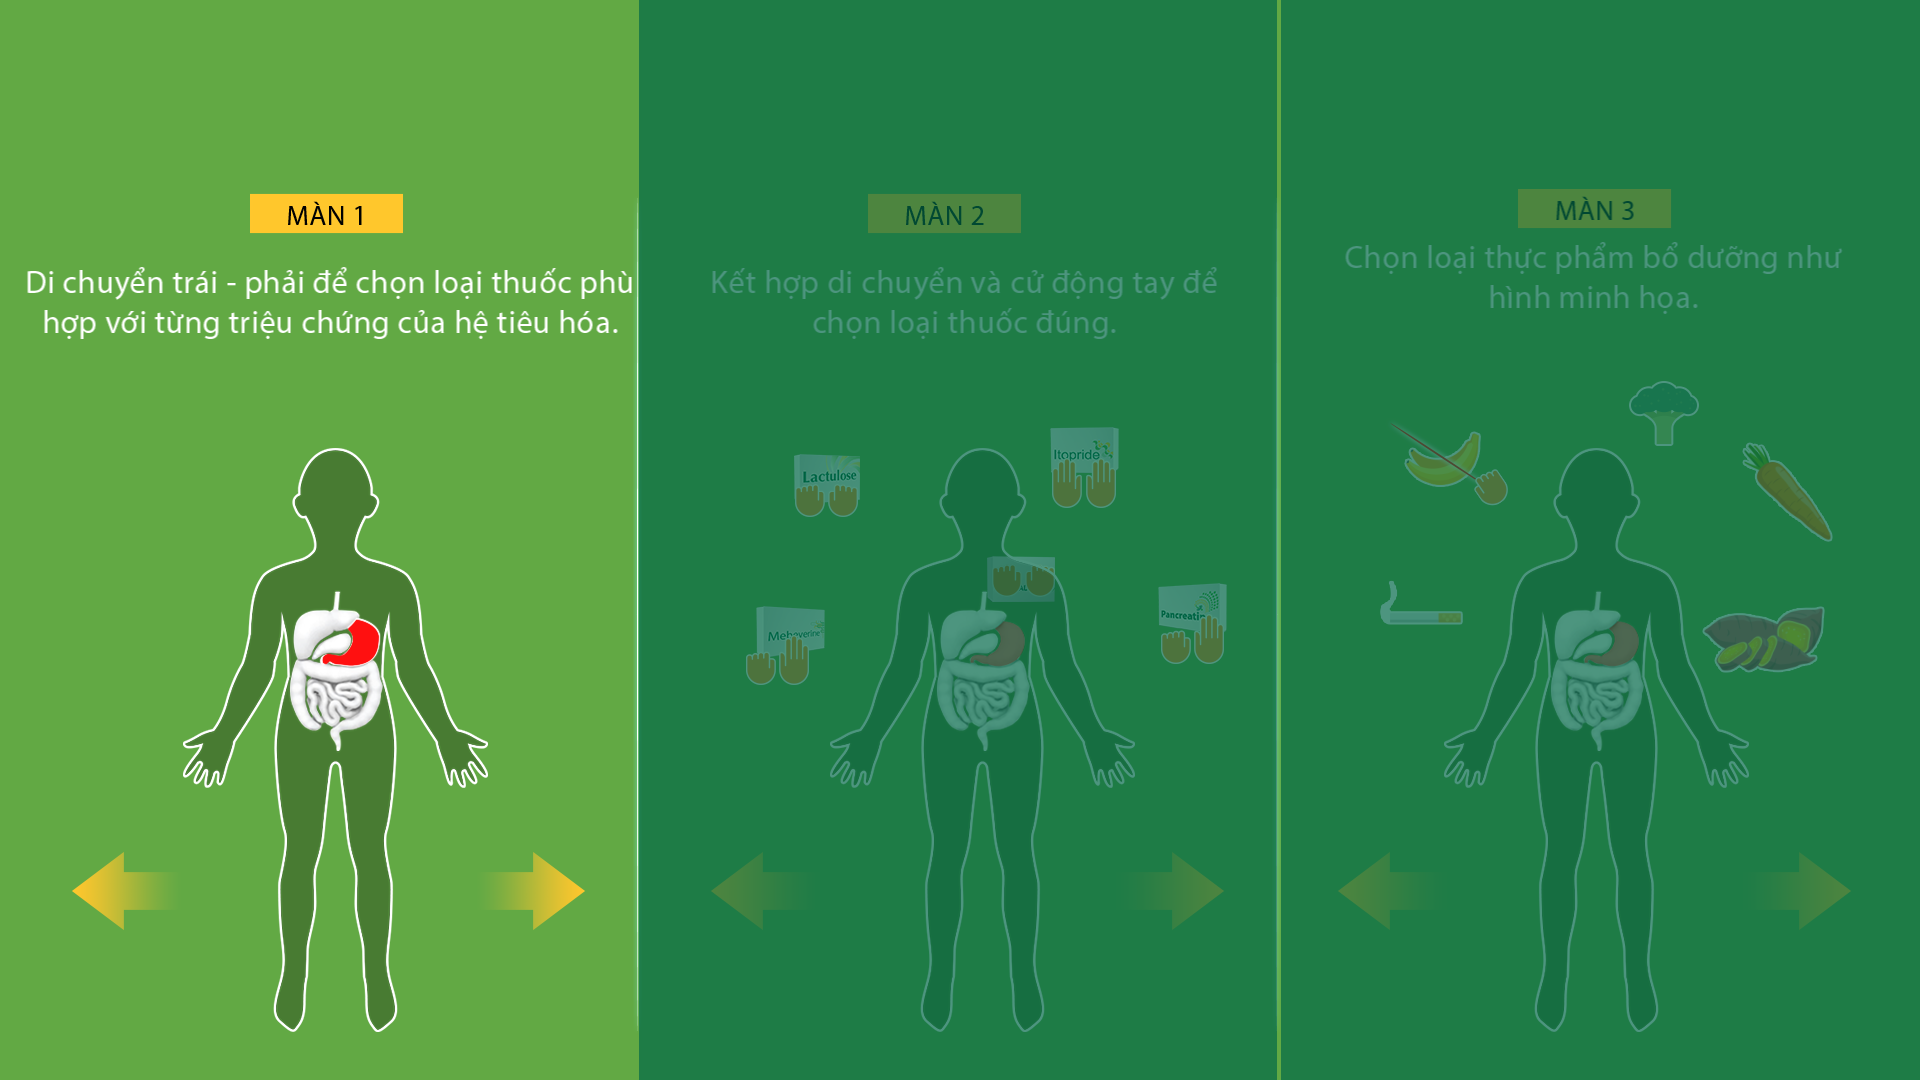 MÀN 1
Di chuyển trái - phải để chọn loại thuốc phù
hợp với từng triệu chứng của hệ tiêu hóa.
MÀN 2
Kết hợp di chuyển và cử động tay để
chọn loại thuốc đúng.
Lactulose
Itopride
Mebeverine
Pancreatin
MÀN 3
Chọn loại thực phẩm bổ dưỡng như
hình minh họa.